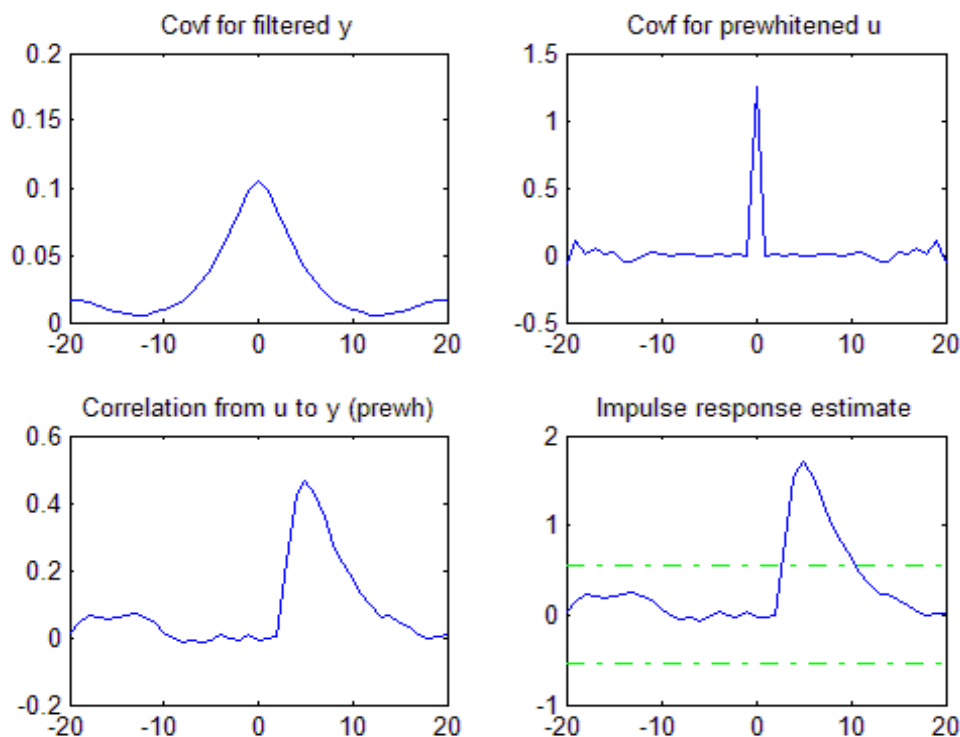 Covf for filtered y
0.2
0.15
0.1
0.05
0
-20 -10 0 10 20
Covf for prewhitened u
1.5
1
0.5
0
-0.5
-20 -10 0 10 20
Correlation from u to y (prewh)
0.6
0.4
0.2
0
-0.2
-20 -10 0 10 20
Impulse response estimate
2
1
0
-1
-20 -10 0 10 20